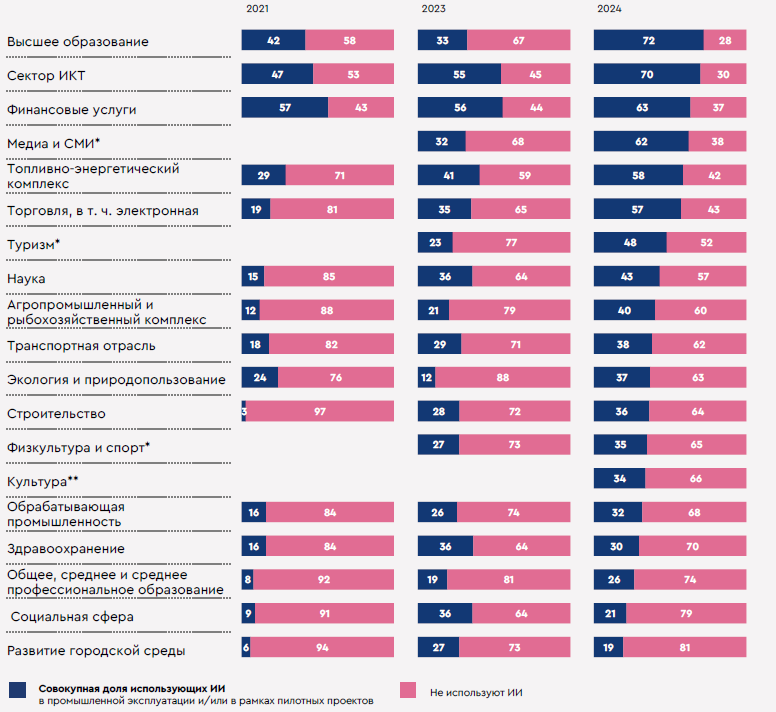 2021 2023 2024
Высшее образование 42 58 33 67 72 28
Сектор ИКТ 47 53 55 45 70 30
Финансовые услуги 57 43 56 44 63 37
Медиа и СМИ* 32 68 62 38
Топливно-энергетический
комплекс 29 71 41 59 58 42
Торговля, в т. ч. электронная 19 81 35 65 57 43
Туризм* 23 77 48 52
Наука 15 85 36 64 43 57
Агропромышленный и
рыбохозяйственный комплекс 12 88 21 79 40 60
Транспортная отрасль 18 82 29 71 38 62
Экология и природопользование 24 76 12 88 37 63
Строительство 3 97 28 72 36 64
Физкультура и спорт* 27 73 35 65
Культура** 34 66
Обрабатывающая
промышленность 16 84 26 74 32 68
Здравоохранение 16 84 36 64 30 70
Общее, среднее и среднее
профессиональное образование 8 92 19 81 26 74
Социальная сфера 9 91 36 64 21 79
Развитие городской среды 6 94 27 73 19 81
Совокупная доля использующих ИИ
в промышленной эксплуатации и/или в рамках пилотных проектов
Не используют ИИ